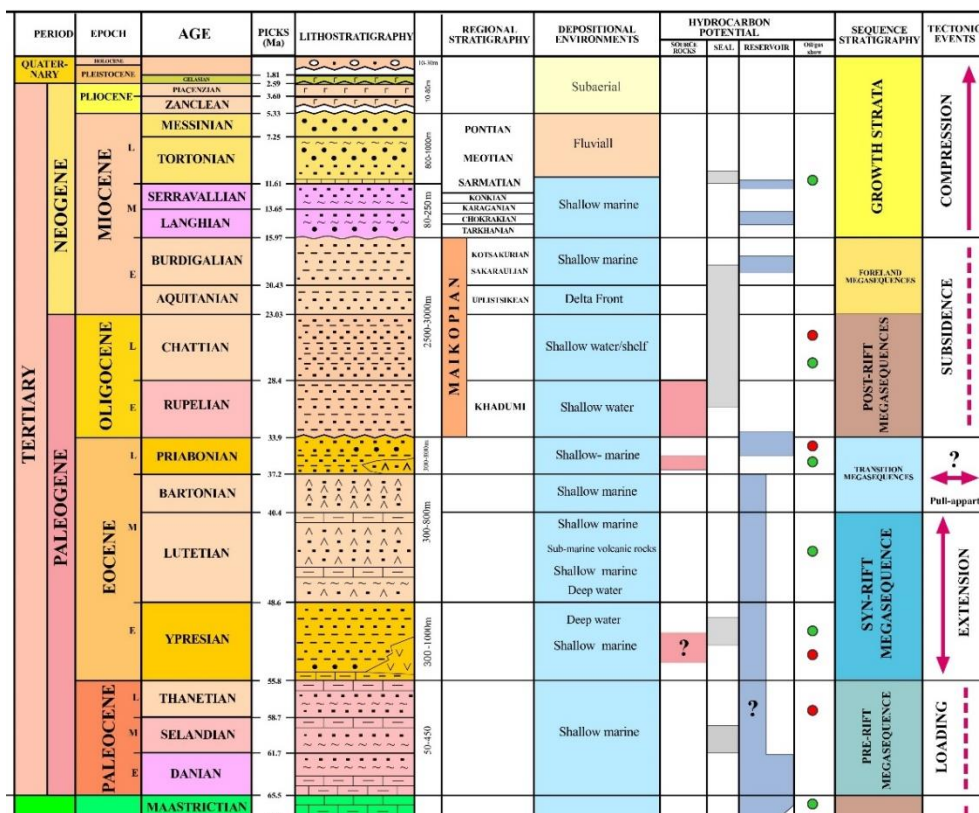 PERIOD EPOCH AGE PICKS (Ma) LITHOSTRATIGRAPHY REGIONAL STRATIGRAPHY DEPOSITIONAL ENVIRONMENTS HYDROCARBON POTENTIAL SEQUENCE STRATIGRAPHY TECTONIC EVENTS
SOURCE ROCKS SEAL RESERVOIR Oil/gas show
QUATER-NARY
TERTIARY
NEOGENE
PALEOGENE
HOLOCENE
PLEISTOCENE
PLIOCENE
MIOCENE
L
M
E
OLIGOCENE
L
E
EOCENE
L
M
E
PALEOCENE
L
M
E
GELASIAN
PIACENZIAN
ZANCLEAN
MESSINIAN
TORTONIAN
SERRAVALLIAN
LANGHIAN
BURDIGALIAN
AQUITANIAN
CHATTIAN
RUPELIAN
PRIABONIAN
BARTONIAN
LUTETIAN
YPRESIAN
THANETIAN
SELANDIAN
DANIAN
MAASTRICTIAN
1.81
2.59
3.60
5.33
7.25
11.61
13.65
15.97
20.43
23.03
28.4
33.9
37.2
40.4
48.6
55.8
58.7
61.7
65.5
800-1000m
80-250m
2500-3000m
300-800m
300-1000m
50-450
PONTIAN
MEOTIAN
SARMATIAN
KONKIAN
KARAGANIAN
CHOKRAKIAN
TARKHANIAN
MAIKOPIAN
KOTSAKURIAN
SAKARAULIAN
UPLISTSIKEAN
KHADUMI
Subaerial
Fluviall
Shallow marine
Shallow marine
Delta Front
Shallow water/shelf
Shallow water
Shallow- marine
Shallow marine
Shallow marine
Sub-marine volcanic rocks
Shallow marine
Deep water
Deep water
Shallow marine
Shallow marine
?
?
GROWTH STRATA
FORELAND MEGASEQUENCES
POST-RIFT MEGASEQUENCES
TRANSITION MEGASEQUENCES
SYN-RIFT MEGASEQUENCE
PRE-RIFT MEGASEQUENCE
COMPRESSION
SUBSIDENCE
?
Pull-appart
EXTENSION
LOADING